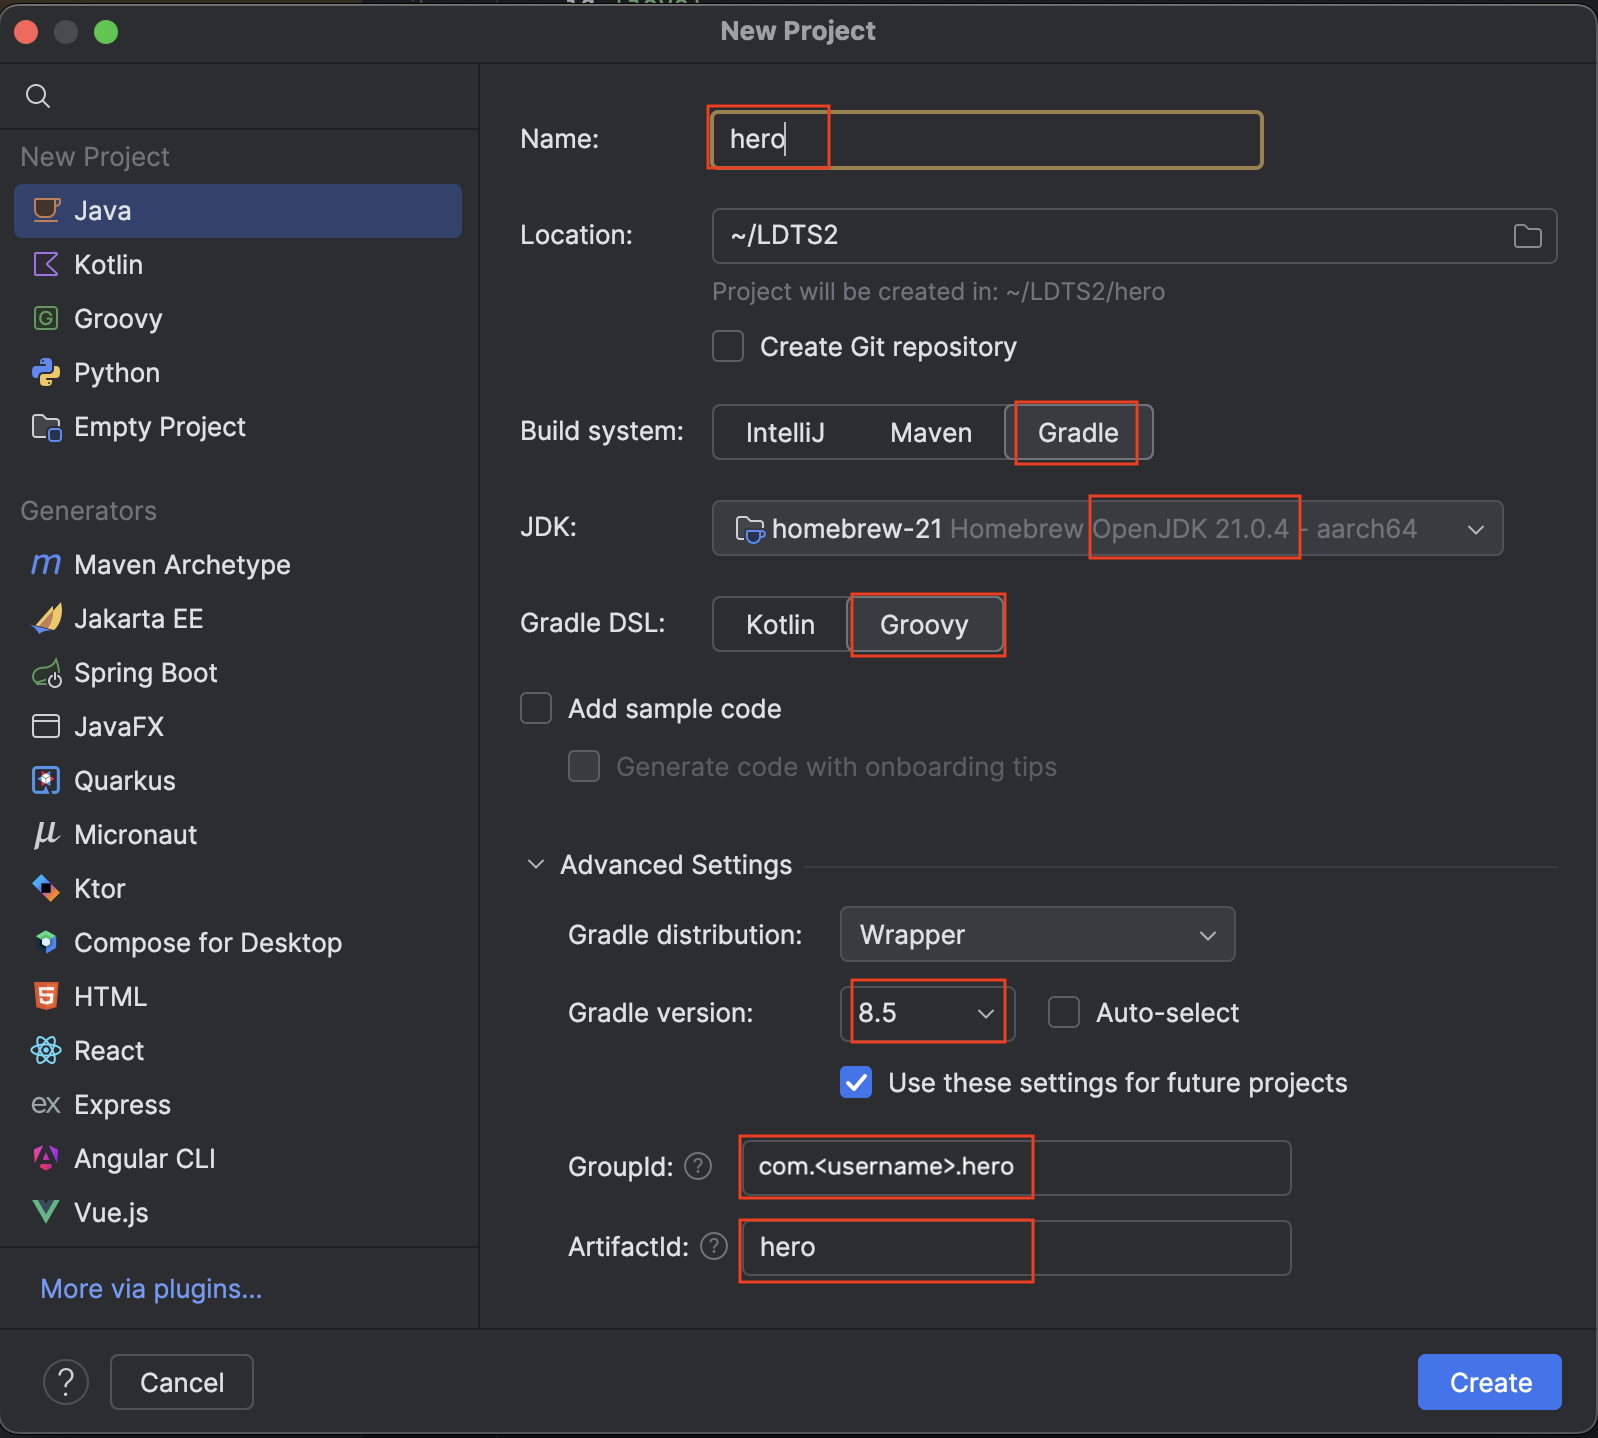 New Project
New Project
Java
Kotlin
Groovy
Python
Empty Project
Generators
Maven Archetype
Jakarta EE
Spring Boot
JavaFX
Quarkus
Micronaut
Ktor
Compose for Desktop
HTML
React
Express
Angular CLI
Vue.js
More via plugins...
Name: hero
Location: ~/LDTS2
Project will be created in: ~/LDTS2/hero
Create Git repository
Build system: IntelliJ Maven Gradle
JDK: homebrew-21 Homebrew OpenJDK 21.0.4 - aarch64
Gradle DSL: Kotlin Groovy
Add sample code
Generate code with onboarding tips
Advanced Settings
Gradle distribution: Wrapper
Gradle version: 8.5 Auto-select
Use these settings for future projects
GroupId: ? com.<username>.hero
ArtifactId: ? hero
? Cancel Create